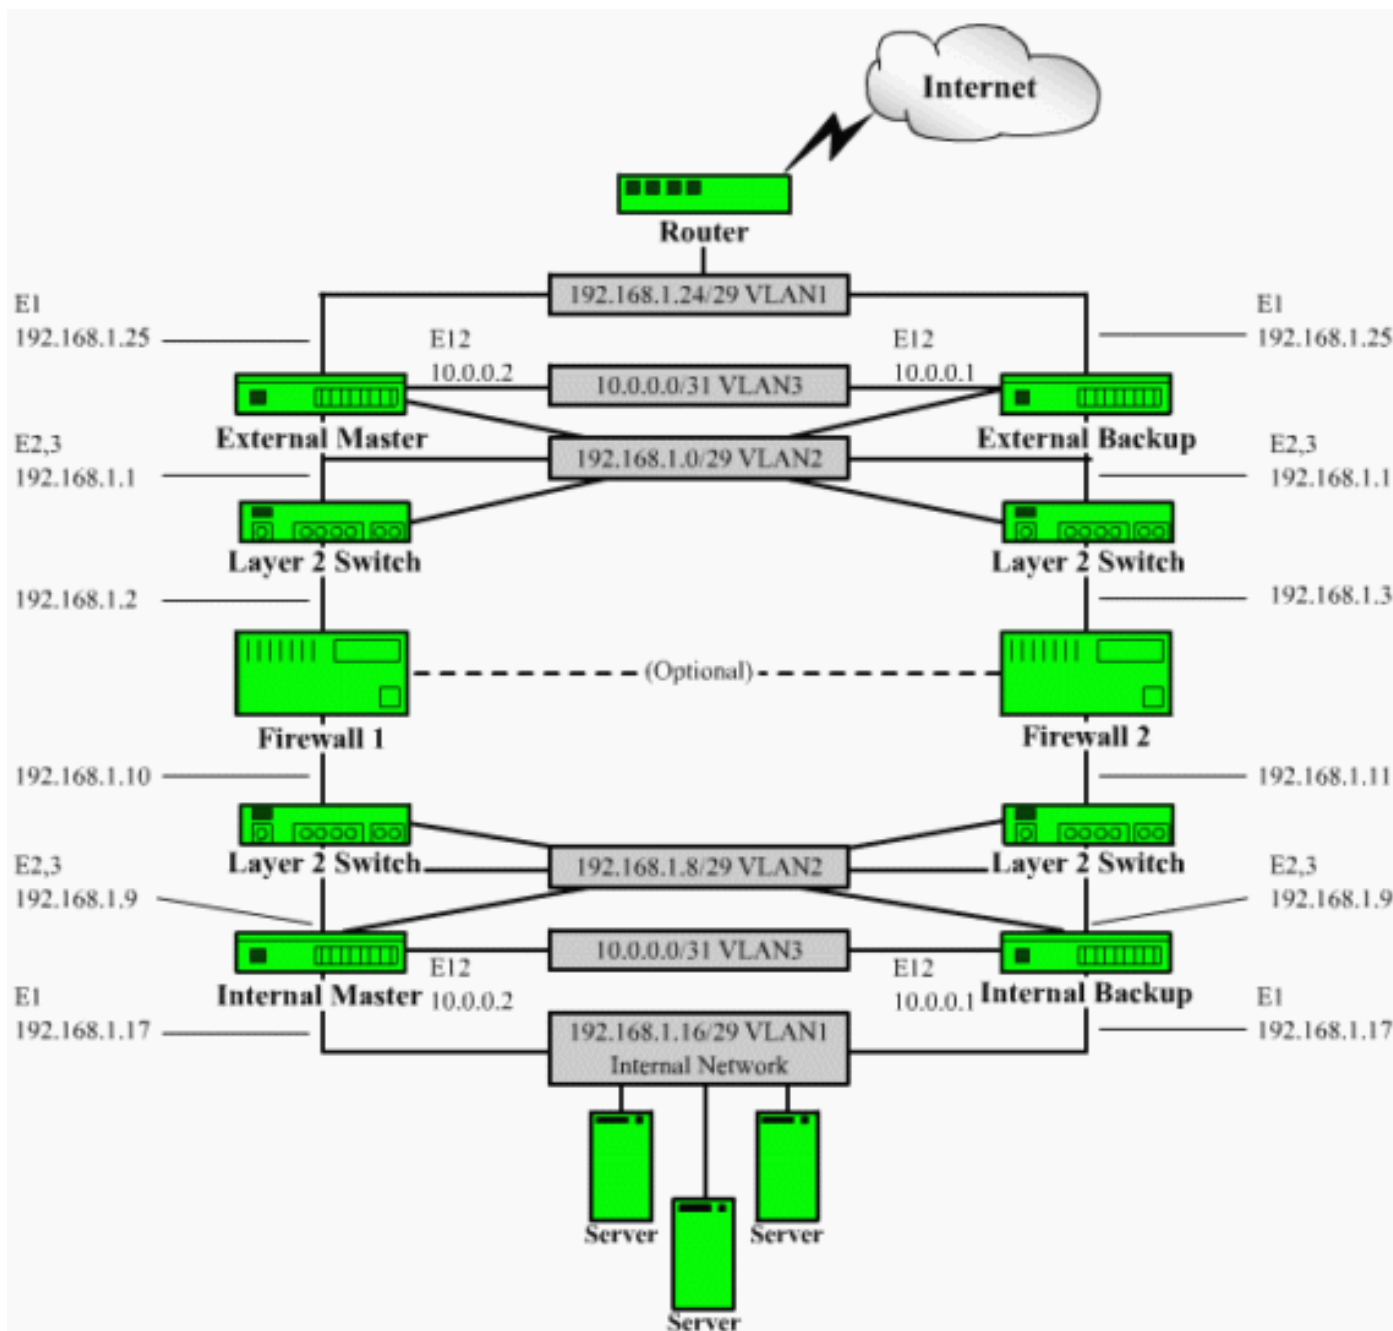 Internet
Router
192.168.1.24/29 VLAN1
E1
192.168.1.25
E1
192.168.1.25
E12
10.0.0.2
E12
10.0.0.1
10.0.0.0/31 VLAN3
External Master
External Backup
E2,3
192.168.1.1
192.168.1.0/29 VLAN2
E2,3
192.168.1.1
Layer 2 Switch
Layer 2 Switch
192.168.1.2
192.168.1.3
(Optional)
Firewall 1
Firewall 2
192.168.1.10
192.168.1.11
Layer 2 Switch
Layer 2 Switch
192.168.1.8/29 VLAN2
E2,3
192.168.1.9
E2,3
192.168.1.9
10.0.0.0/31 VLAN3
E12
10.0.0.2
E12
10.0.0.1
Internal Master
Internal Backup
E1
192.168.1.17
E1
192.168.1.17
192.168.1.16/29 VLAN1
Internal Network
Server
Server
Server